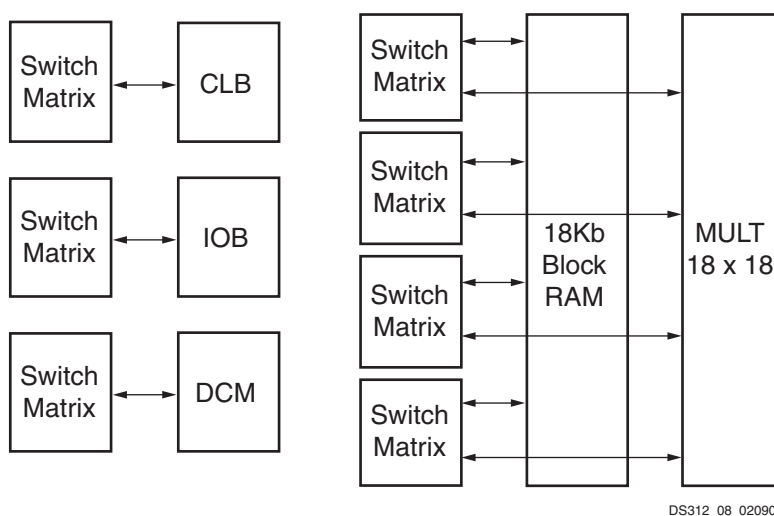 Switch
Matrix
CLB
Switch
Matrix
IOB
Switch
Matrix
DCM
Switch
Matrix
Switch
Matrix
Switch
Matrix
Switch
Matrix
18Kb
Block
RAM
MULT
18 x 18
DS312_08_02090